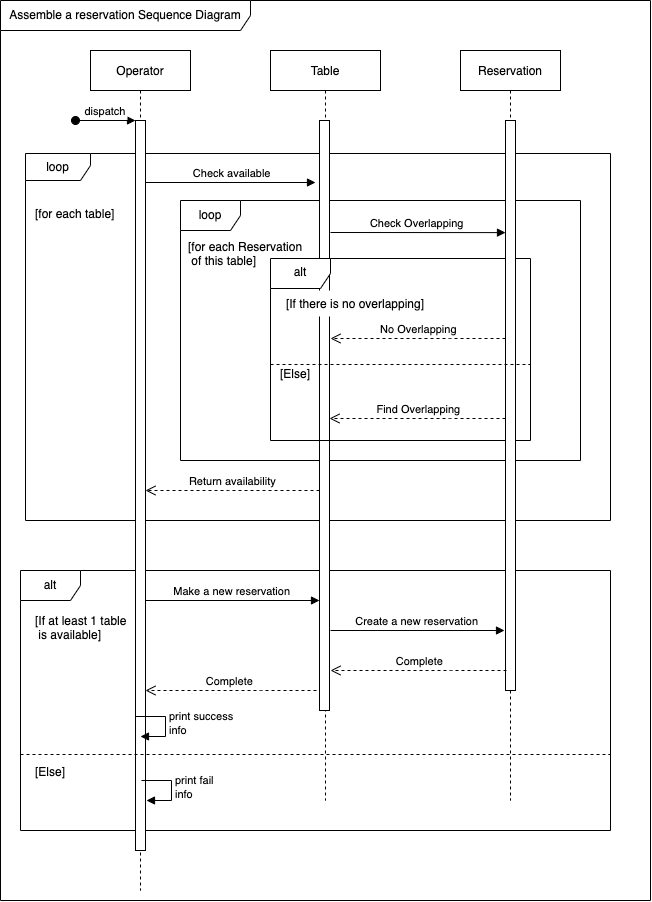 Assemble a reservation Sequence Diagram
Operator
Table
Reservation
dispatch
loop
Check available
[for each table]
loop
Check Overlapping
[for each Reservation
of this table]
alt
[If there is no overlapping]
No Overlapping
[Else]
Find Overlapping
Return availability
alt
Make a new reservation
[If at least 1 table
is available]
Create a new reservation
Complete
Complete
print success
info
[Else]
print fail
info